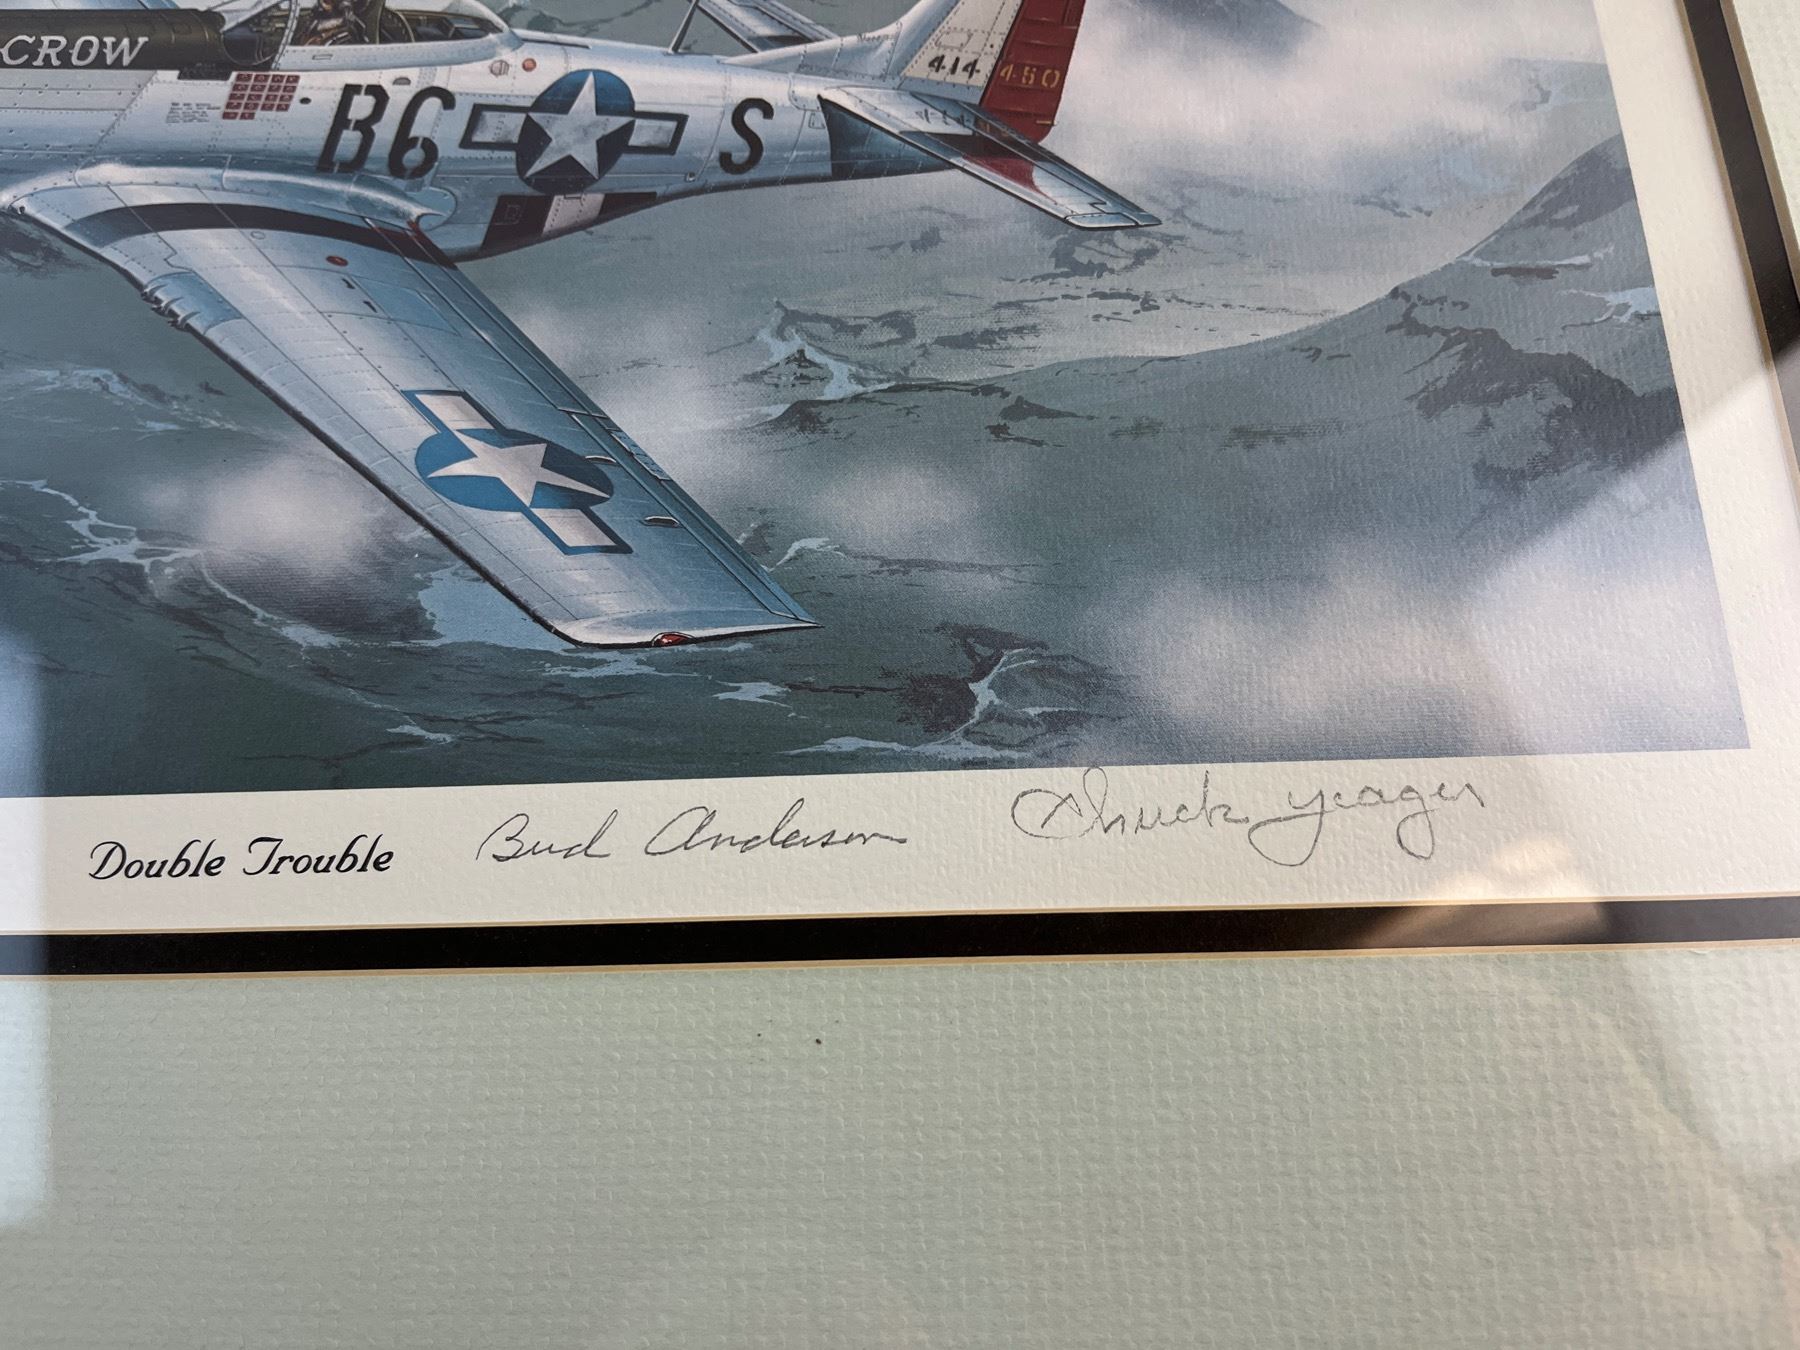 CROW
B6 S
414 450
Double Trouble Bud Anderson Chuck Yeager